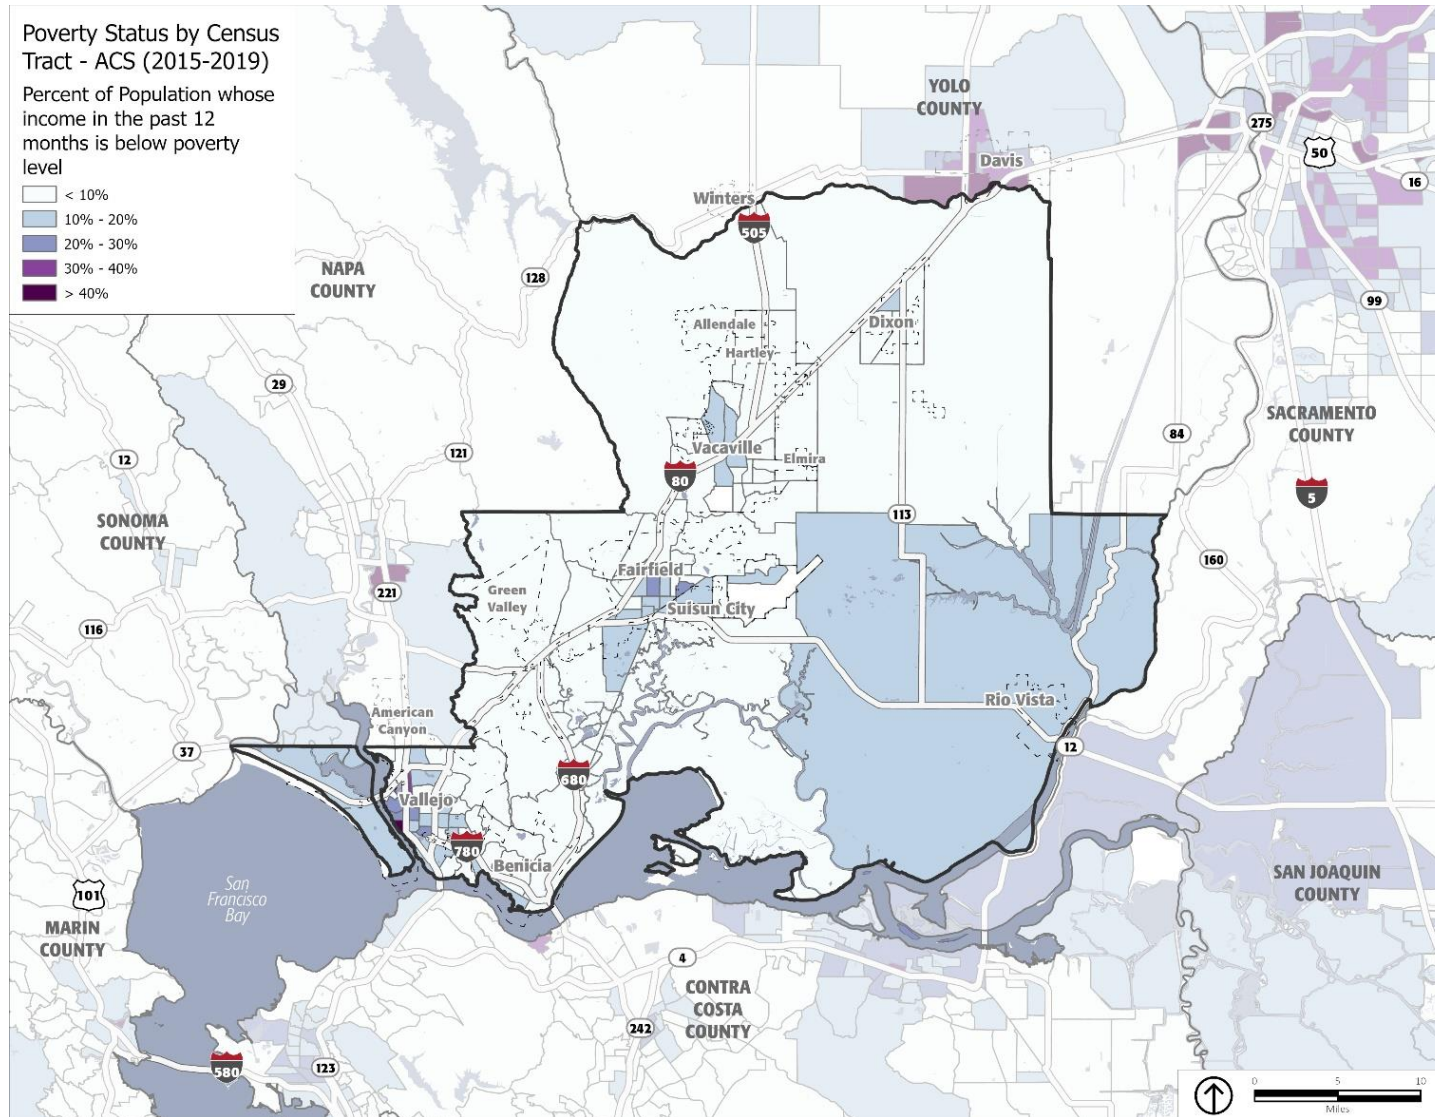 Poverty Status by Census
Tract - ACS (2015-2019)
Percent of Population whose
income in the past 12
months is below poverty
level
< 10%
10% - 20%
20% - 30%
30% - 40%
> 40%
YOLO
COUNTY
275
50
Davis
16
Winters
505
NAPA
COUNTY
128
99
Allendale
Dixon
Hartley
29
SACRAMENTO
COUNTY
84
12
121
Vacaville
Elmira
80
5
SONOMA
COUNTY
113
160
Fairfield
221
Green
Valley
Suisun City
116
Rio Vista
American
Canyon
37
12
680
Vallejo
780
Benicia
San
Francisco
Bay
101
MARIN
COUNTY
SAN JOAQUIN
COUNTY
4
CONTRA
COSTA
COUNTY
242
580
123
0 5 10
Miles